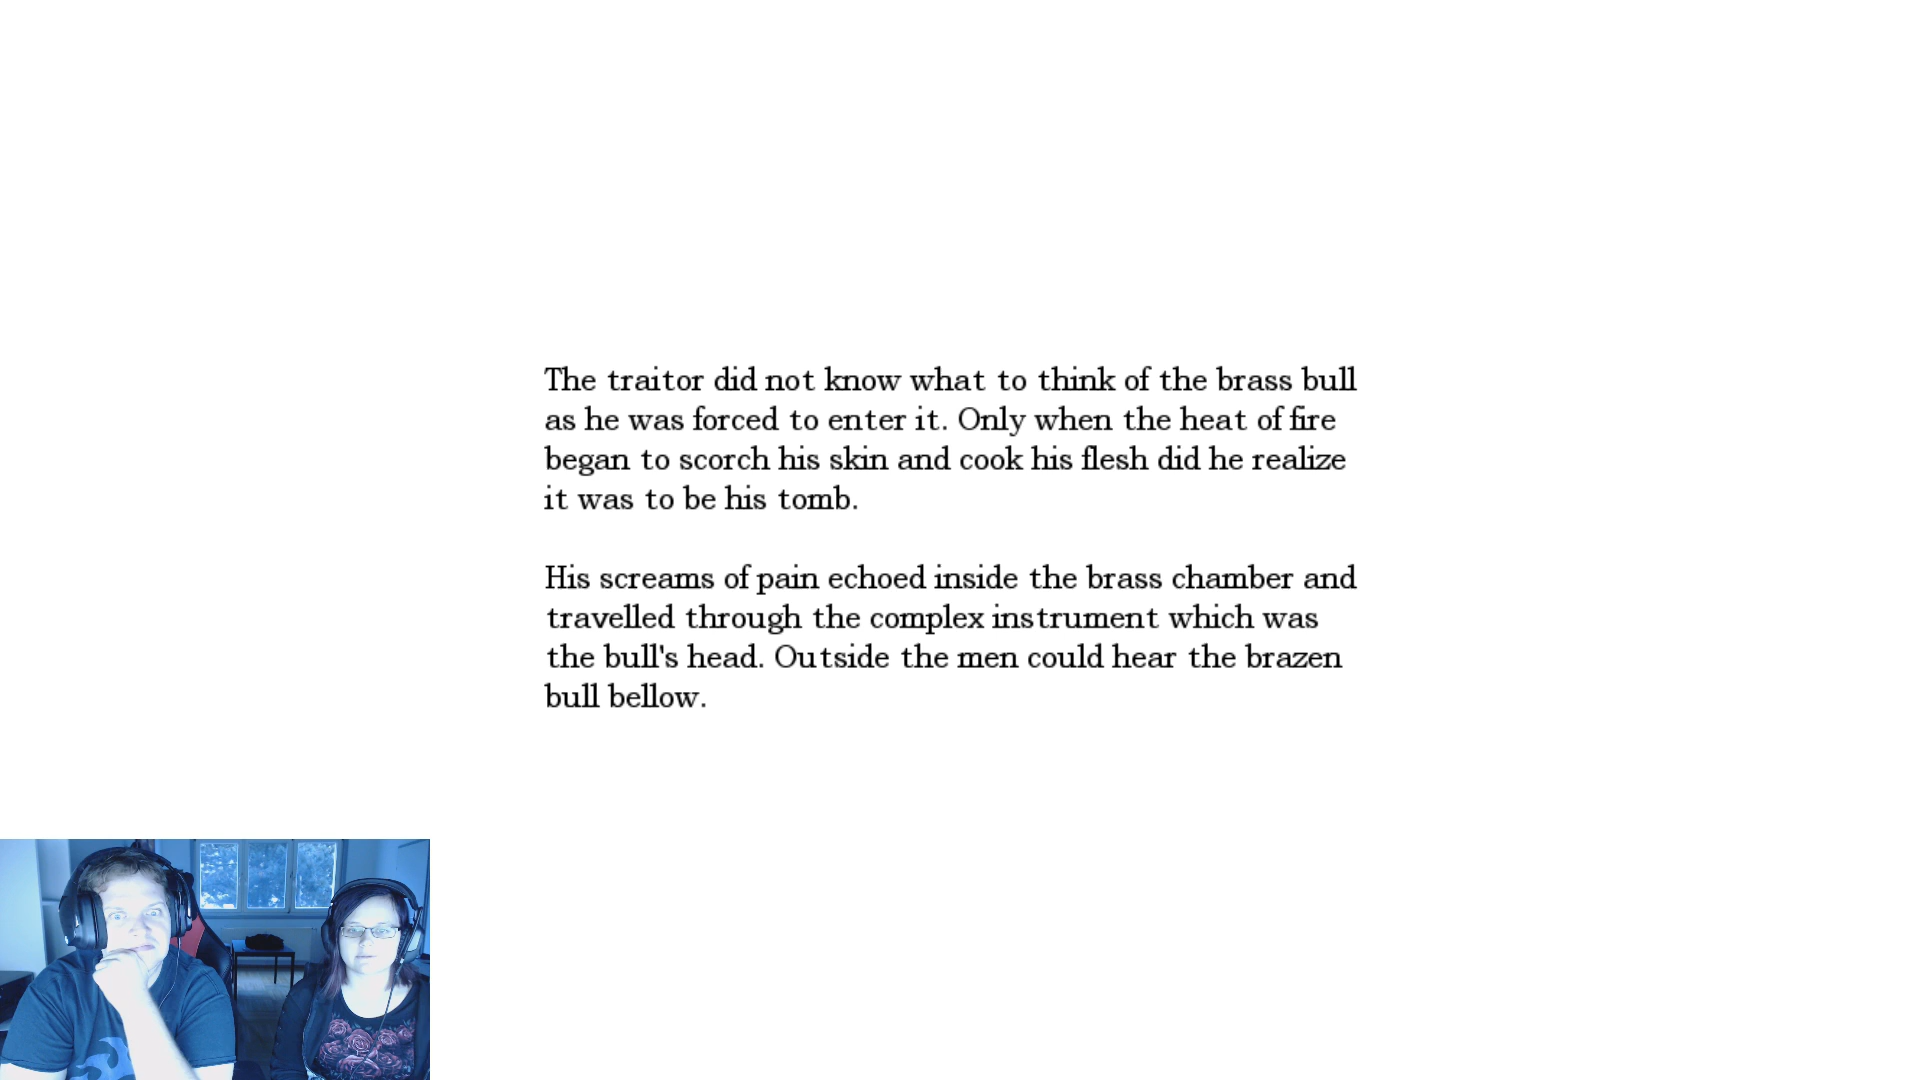 The traitor did not know what to think of the brass bull
as he was forced to enter it. Only when the heat of fire
began to scorch his skin and cook his flesh did he realize
it was to be his tomb.
His screams of pain echoed inside the brass chamber and
travelled through the complex instrument which was
the bull's head. Outside the men could hear the brazen
bull bellow.